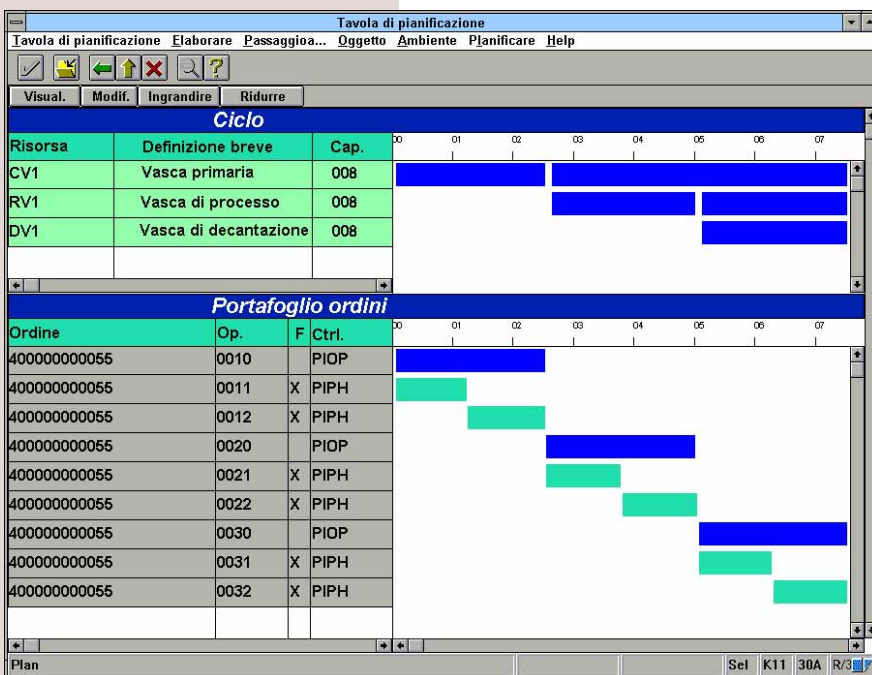 Tavola di pianificazione
Tavola di pianificazione Elaborare Passaggioa... Oggetto Ambiente Pianificare Help
Visual. Modif. Ingrandire Ridurre
Ciclo
Risorsa Definizione breve Cap. 00 01 02 03 04 05 06 07
CV1 Vasca primaria 008
RV1 Vasca di processo 008
DV1 Vasca di decantazione 008
Portafoglio ordini
Ordine Op. F Ctrl. 00 01 02 03 04 05 06 07
400000000055 0010 PIOP
400000000055 0011 X PIPH
400000000055 0012 X PIPH
400000000055 0020 PIOP
400000000055 0021 X PIPH
400000000055 0022 X PIPH
400000000055 0030 PIOP
400000000055 0031 X PIPH
400000000055 0032 X PIPH
Plan Sel K11 30A R/3